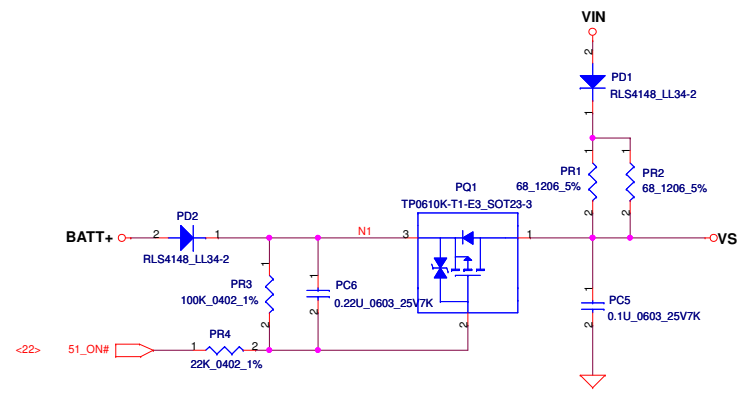 VIN
2
PD1
RLS4148_LL34-2
1
1
1
PR1
68_1206_5%
PR2
68_1206_5%
2
2
PQ1
TP0610K-T1-E3_SOT23-3
BATT+
2
PD2
1
RLS4148_LL34-2
N1
3
1
VS
1
PR3
100K_0402_1%
2
1
PC6
0.22U_0603_25V7K
2
2
1
PC5
0.1U_0603_25V7K
2
<22>
51_ON#
1
PR4
2
22K_0402_1%